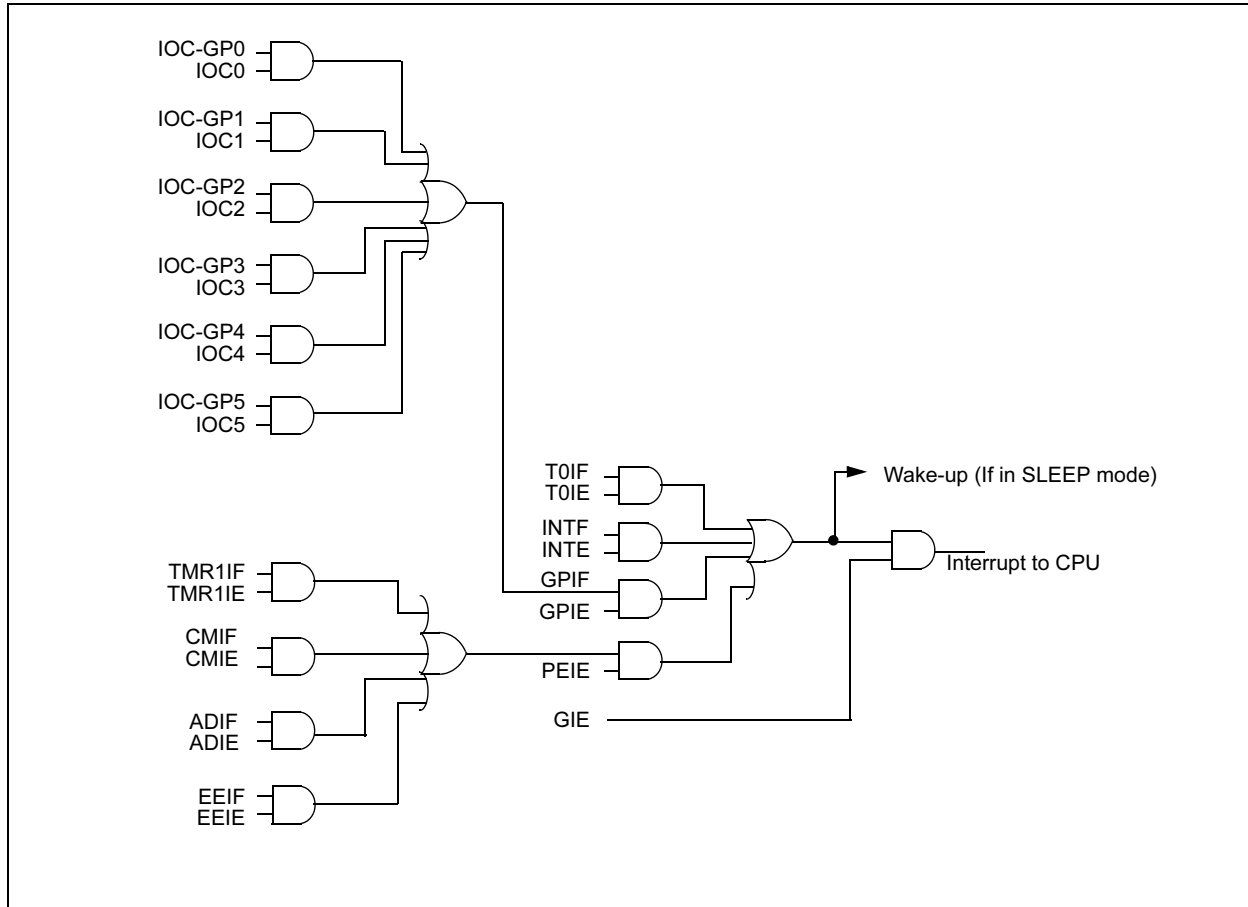 IOC-GP0
IOC0
IOC-GP1
IOC1
IOC-GP2
IOC2
IOC-GP3
IOC3
IOC-GP4
IOC4
IOC-GP5
IOC5
T0IF
T0IE
Wake-up (If in SLEEP mode)
INTF
INTE
Interrupt to CPU
GPIF
GPIE
TMR1IF
TMR1IE
CMIF
CMIE
PEIE
ADIF
ADIE
GIE
EEIF
EEIE